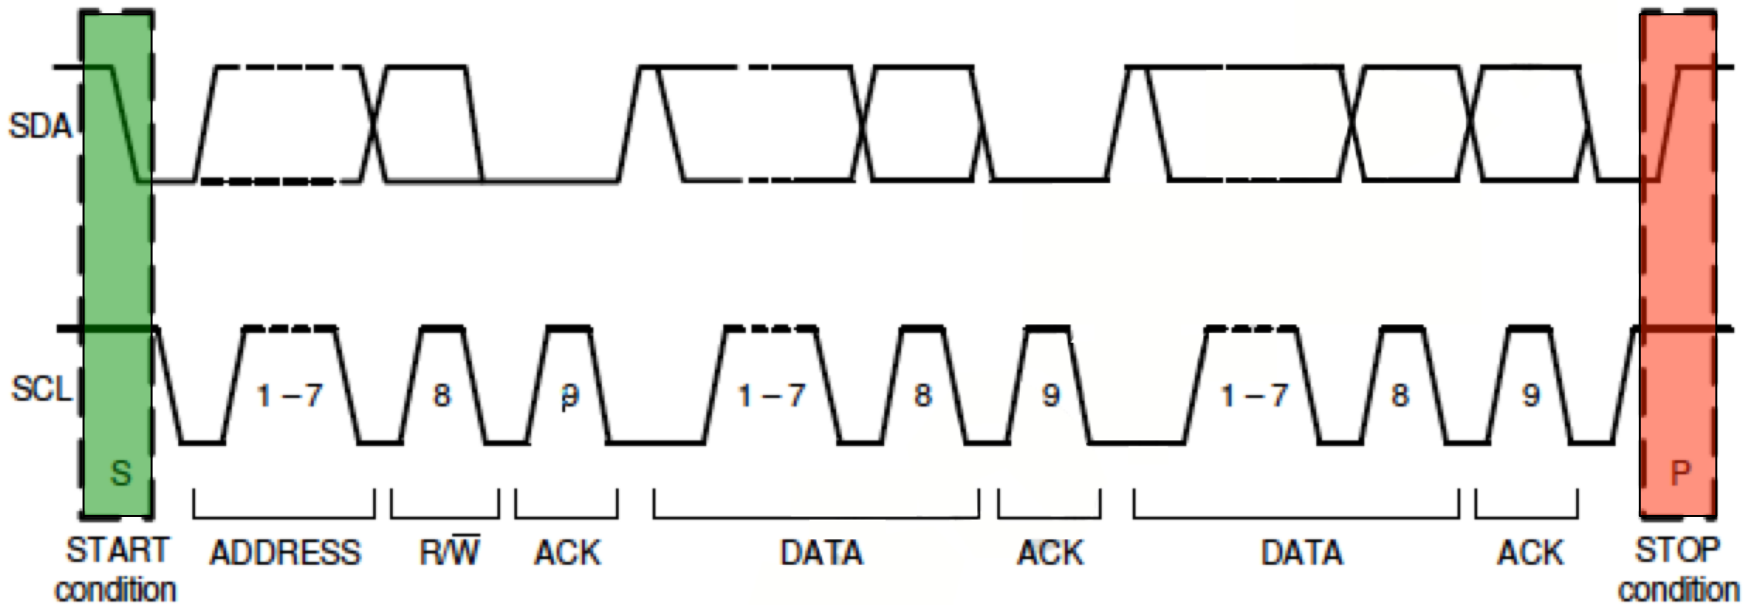 SDA
SCL
1 – 7 8 9 1 – 7 8 9 1 – 7 8 9
S P
START ADDRESS R/W̅ ACK DATA ACK DATA ACK STOP
condition condition